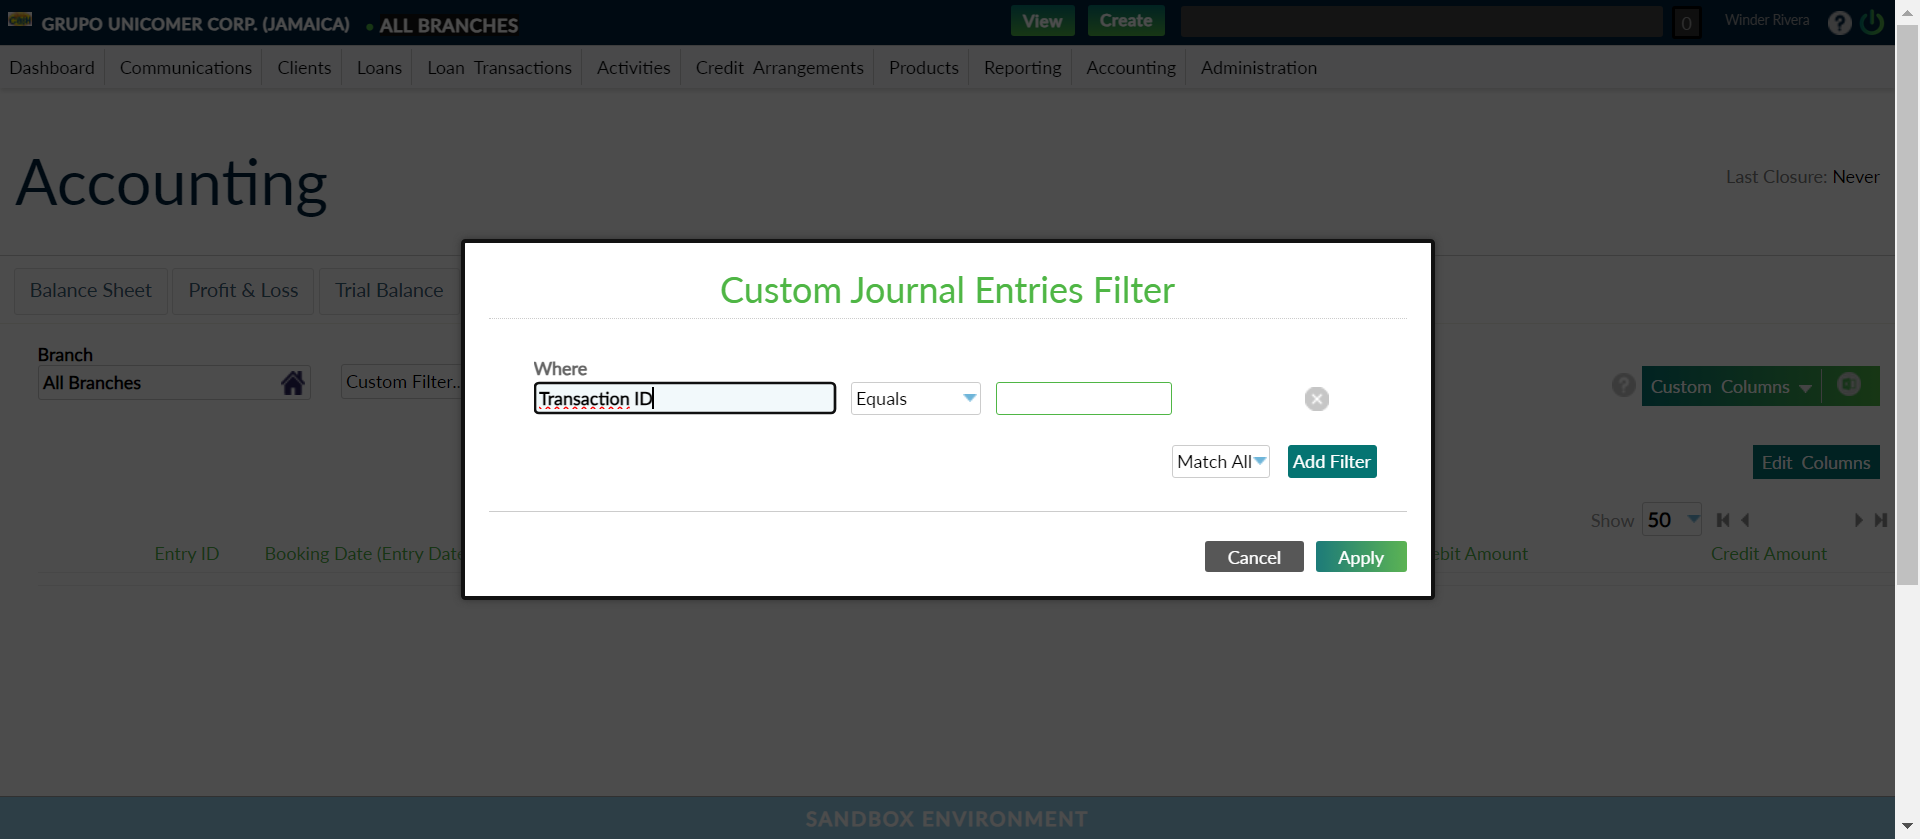 GRUPO UNICOMER CORP. (JAMAICA) • ALL BRANCHES View Create 0 Winder Rivera ?
Dashboard Communications Clients Loans Loan Transactions Activities Credit Arrangements Products Reporting Accounting Administration
Accounting
Last Closure: Never
Balance Sheet Profit & Loss Trial Balance
Branch
All Branches
Custom Filter...
Custom Journal Entries Filter
Where
Transaction ID Equals
Match All Add Filter
Cancel Apply
? Custom Columns
Edit Columns
Show 50
Entry ID Booking Date (Entry Date
ebit Amount Credit Amount
SANDBOX ENVIRONMENT